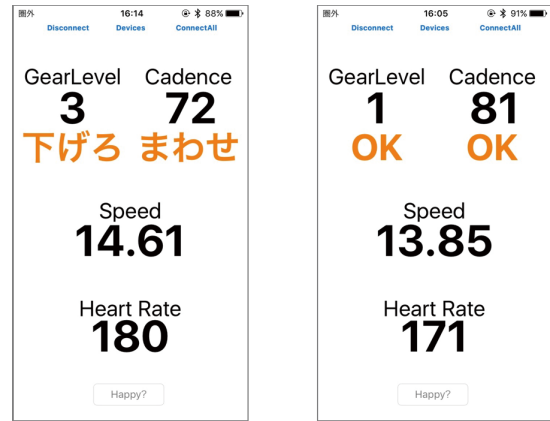 圏外 16:14 88%
Disconnect Devices ConnectAll
GearLevel Cadence
3 72
下げろ まわせ
Speed
14.61
Heart Rate
180
Happy?
圏外 16:05 91%
Disconnect Devices ConnectAll
GearLevel Cadence
1 81
OK OK
Speed
13.85
Heart Rate
171
Happy?